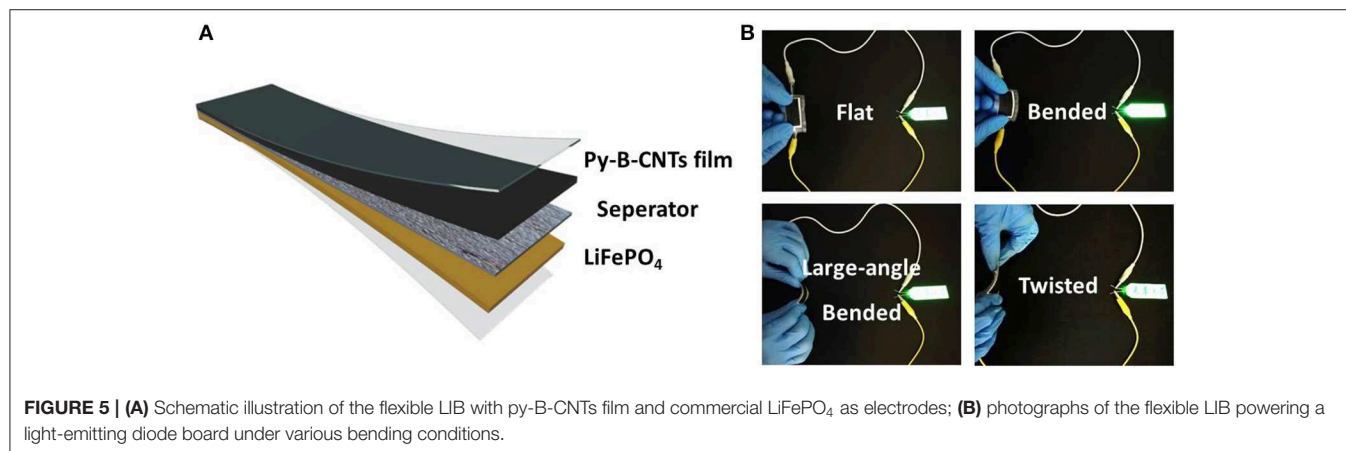 A
Py-B-CNTs film
Seperator
LiFePO₄
B
Flat
Bended
Large-angle
Bended
Twisted
FIGURE 5 | (A) Schematic illustration of the flexible LIB with py-B-CNTs film and commercial LiFePO₄ as electrodes; (B) photographs of the flexible LIB powering a
light-emitting diode board under various bending conditions.